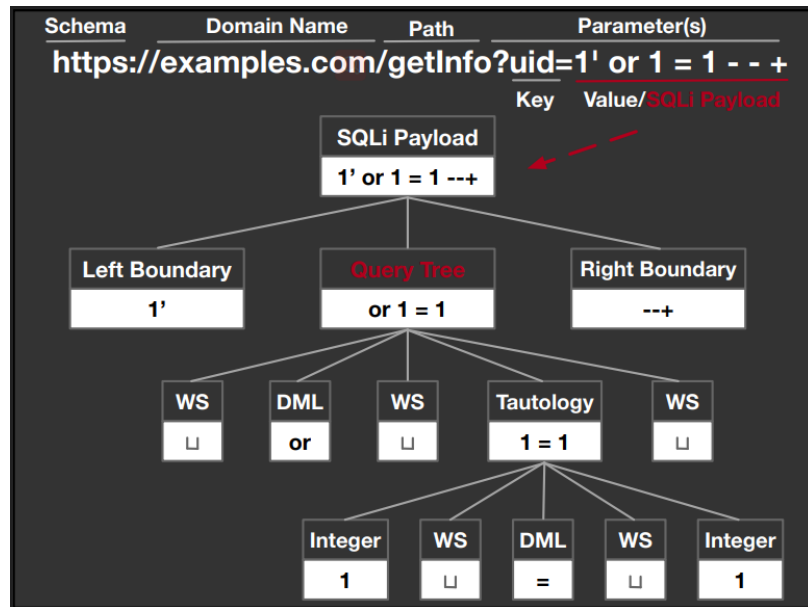 Schema Domain Name Path Parameter(s)
https://examples.com/getInfo?uid=1' or 1 = 1 - - +
Key Value/SQLi Payload
SQLi Payload
1’ or 1 = 1 --+
Left Boundary Query Tree Right Boundary
1’ or 1 = 1 --+
WS DML WS Tautology WS
⊔ or ⊔ 1 = 1 ⊔
Integer WS DML WS Integer
1 ⊔ = ⊔ 1